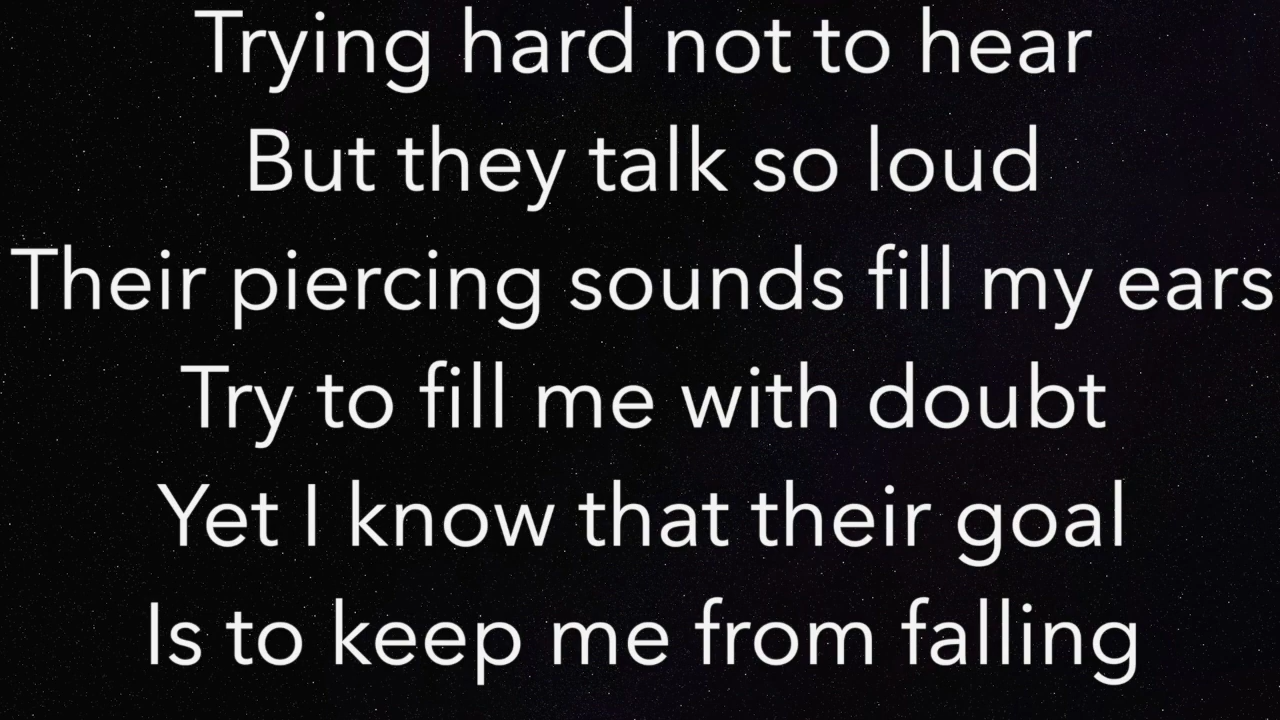 Trying hard not to hear
But they talk so loud
Their piercing sounds fill my ears
Try to fill me with doubt
Yet I know that their goal
Is to keep me from falling